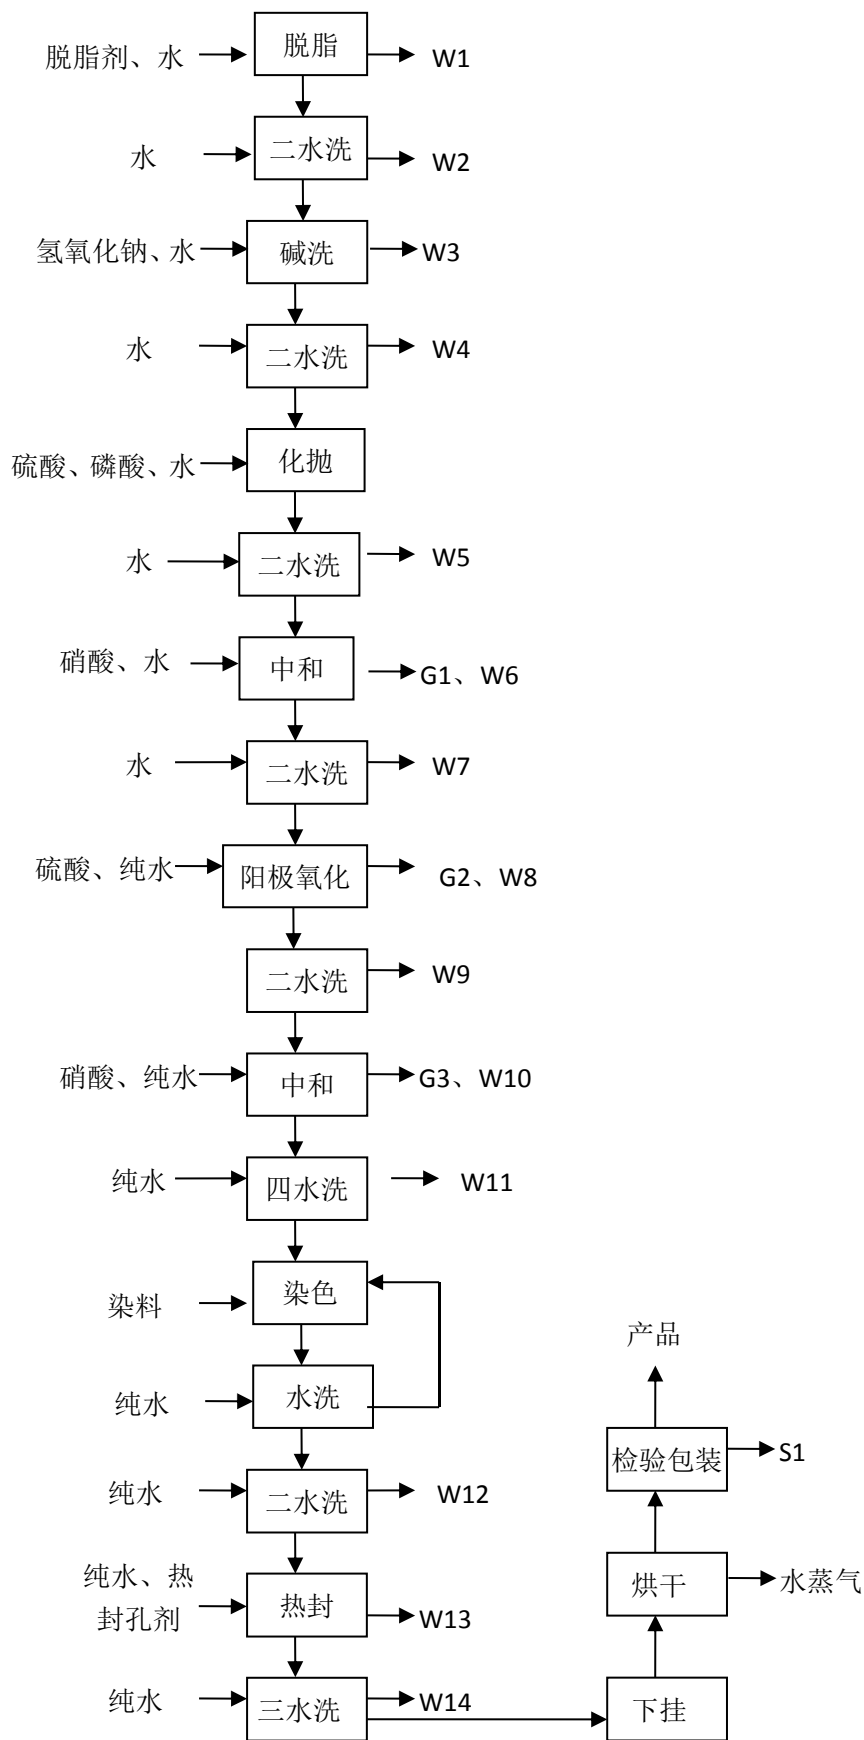 脱脂剂、水
脱脂
W1
水
二水洗
W2
氢氧化钠、水
碱洗
W3
水
二水洗
W4
硫酸、磷酸、水
化抛
水
二水洗
W5
硝酸、水
中和
G1、W6
水
二水洗
W7
硫酸、纯水
阳极氧化
G2、W8
二水洗
W9
硝酸、纯水
中和
G3、W10
纯水
四水洗
W11
染料
染色
纯水
水洗
纯水
二水洗
W12
纯水、热
封孔剂
热封
W13
纯水
三水洗
W14
下挂
烘干
水蒸气
检验包装
S1
产品